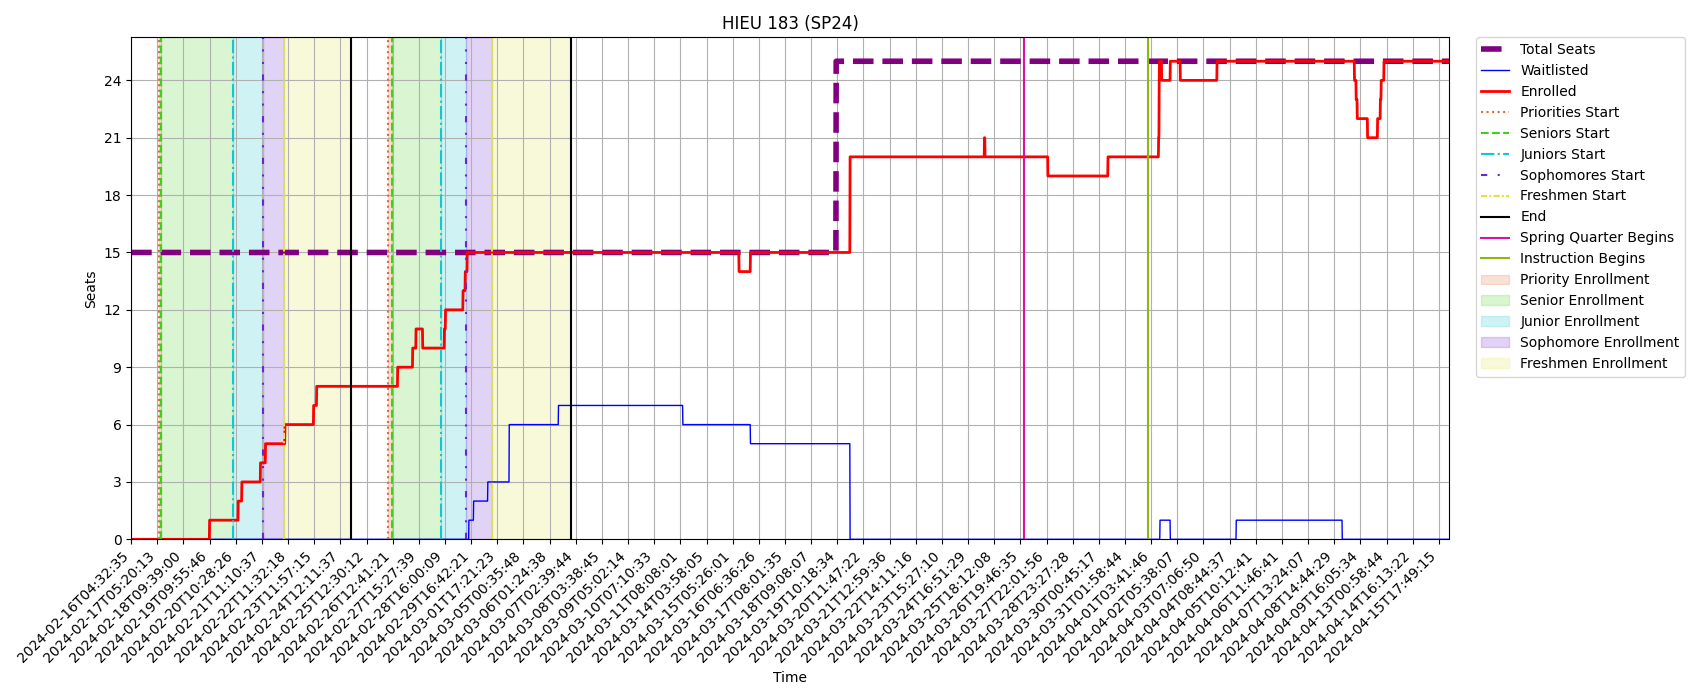 HIEU 183 (SP24)
Seats
24
21
18
15
12
9
6
3
0
2024-02-16T04:32:35
2024-02-17T05:20:13
2024-02-18T09:39:00
2024-02-19T09:55:46
2024-02-20T10:28:26
2024-02-21T11:10:37
2024-02-22T11:32:18
2024-02-23T11:57:15
2024-02-24T12:11:37
2024-02-25T12:30:12
2024-02-26T12:41:21
2024-02-27T15:27:39
2024-02-28T16:00:09
2024-02-29T16:42:21
2024-03-01T17:21:23
2024-03-05T00:35:48
2024-03-06T01:24:38
2024-03-07T02:39:44
2024-03-08T03:38:45
2024-03-09T05:02:14
2024-03-10T07:10:33
2024-03-11T08:08:01
2024-03-14T03:58:05
2024-03-15T05:26:01
2024-03-16T06:36:26
2024-03-17T08:01:35
2024-03-18T09:08:07
2024-03-19T10:18:34
2024-03-20T11:47:22
2024-03-21T12:59:36
2024-03-22T14:11:16
2024-03-23T15:27:10
2024-03-24T16:51:29
2024-03-25T18:12:08
2024-03-26T19:46:35
2024-03-27T22:01:56
2024-03-28T23:27:28
2024-03-30T00:45:17
2024-03-31T01:58:44
2024-04-01T03:41:46
2024-04-02T05:38:07
2024-04-03T07:06:50
2024-04-04T08:44:37
2024-04-05T10:12:41
2024-04-06T11:46:41
2024-04-07T13:24:07
2024-04-08T14:44:29
2024-04-09T16:05:34
2024-04-13T00:58:44
2024-04-14T16:13:22
2024-04-15T17:49:15
Time
Total Seats
Waitlisted
Enrolled
Priorities Start
Seniors Start
Juniors Start
Sophomores Start
Freshmen Start
End
Spring Quarter Begins
Instruction Begins
Priority Enrollment
Senior Enrollment
Junior Enrollment
Sophomore Enrollment
Freshmen Enrollment